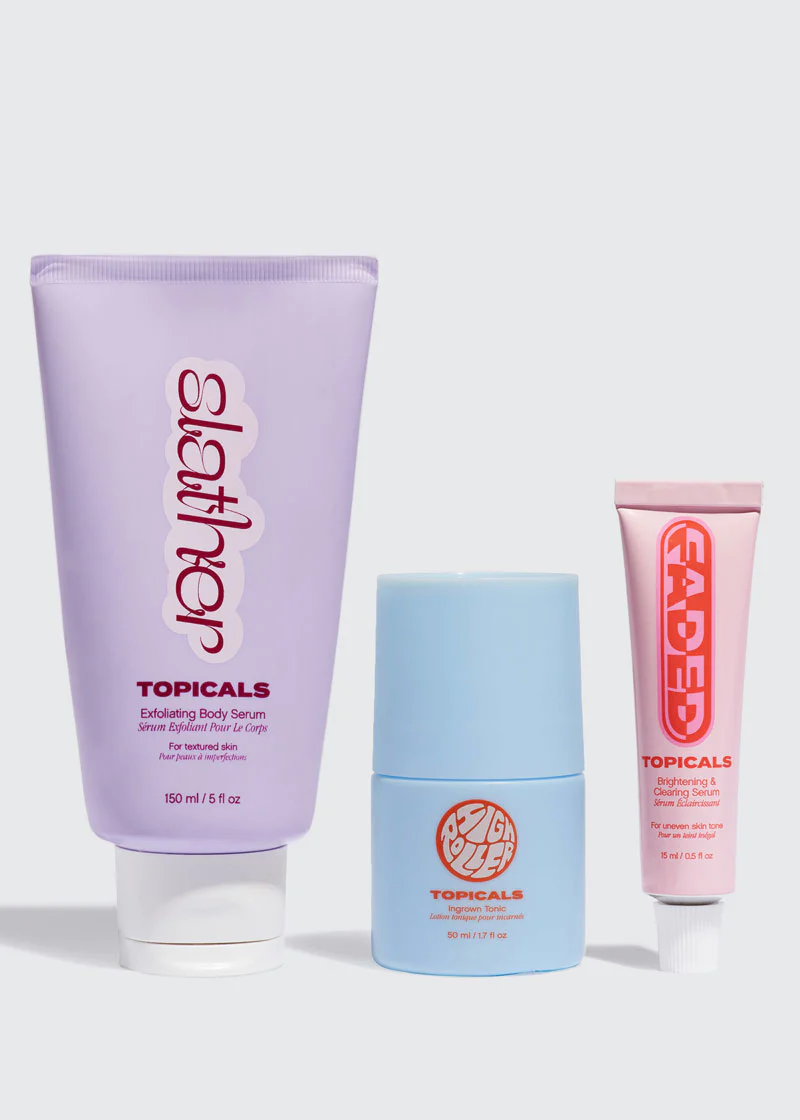 slather
TOPICALS
Exfoliating Body Serum
Sérum Exfoliant Pour Le Corps
For textured skin
Pour peaux à imperfections
150 ml / 5 fl oz
HIGH
ROLLER
TOPICALS
Ingrown Tonic
Lotion tonique pour incarnés
50 ml / 1.7 fl oz
FADED
TOPICALS
Brightening &
Clearing Serum
Sérum Éclaircissant
For uneven skin tone
Pour un teint inégal
15 ml / 0.5 fl oz